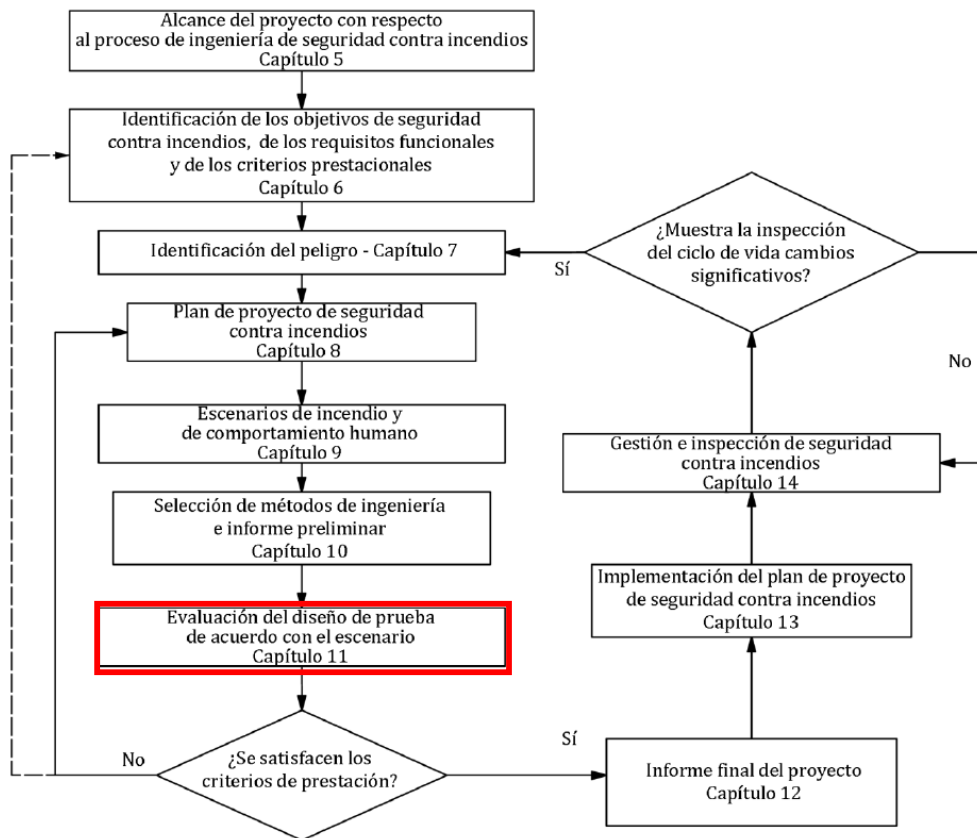 Alcance del proyecto con respecto
al proceso de ingeniería de seguridad contra incendios
Capítulo 5
Identificación de los objetivos de seguridad
contra incendios, de los requisitos funcionales
y de los criterios prestacionales
Capítulo 6
Identificación del peligro - Capítulo 7
Plan de proyecto de seguridad
contra incendios
Capítulo 8
Escenarios de incendio y
de comportamiento humano
Capítulo 9
Selección de métodos de ingeniería
e informe preliminar
Capítulo 10
Evaluación del diseño de prueba
de acuerdo con el escenario
Capítulo 11
¿Se satisfacen los
criterios de prestación?
No
Sí
Informe final del proyecto
Capítulo 12
Implementación del plan de proyecto
de seguridad contra incendios
Capítulo 13
Gestión e inspección de seguridad
contra incendios
Capítulo 14
¿Muestra la inspección
del ciclo de vida cambios
significativos?
Sí
No